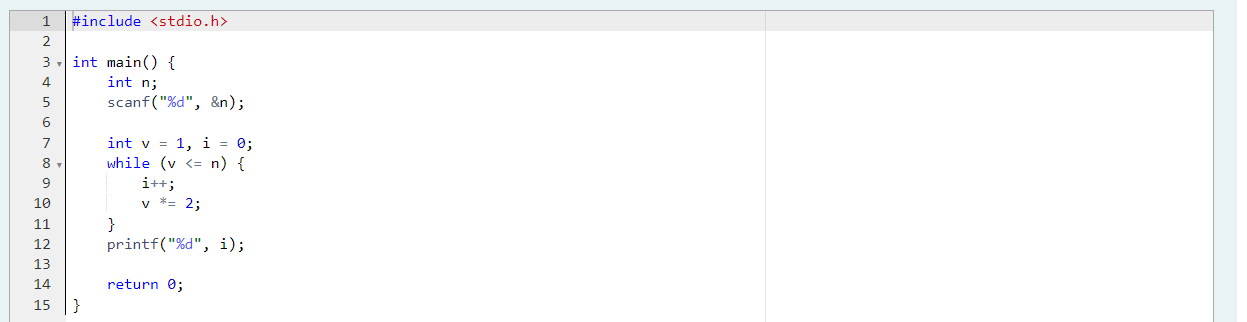 1 #include <stdio.h>
2
3 int main() {
4     int n;
5     scanf("%d", &n);
6
7     int v = 1, i = 0;
8     while (v <= n) {
9         i++;
10         v *= 2;
11     }
12     printf("%d", i);
13
14     return 0;
15 }